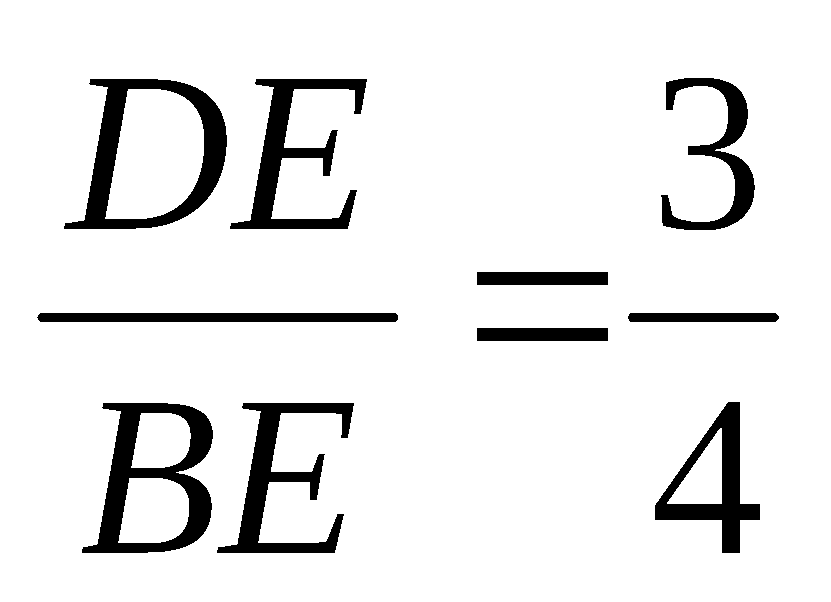 DE/BE = 3/4